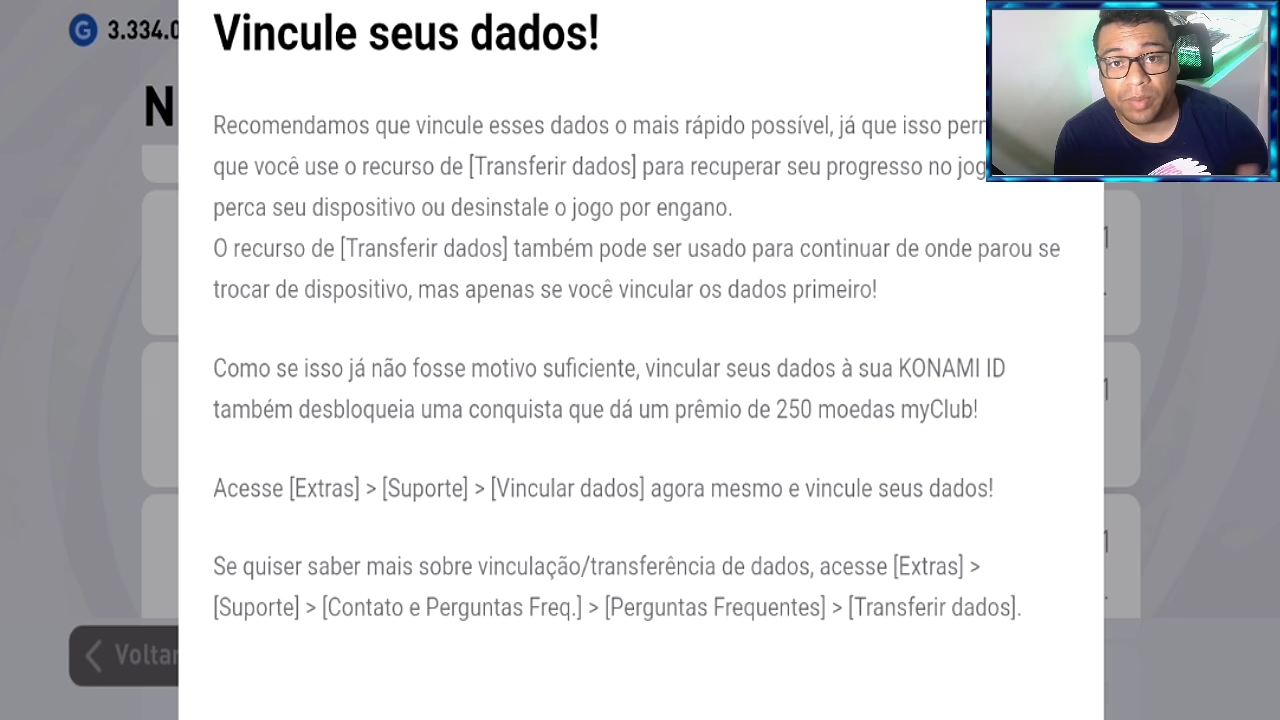 Vincule seus dados!
3.334.0
N
Recomendamos que vincule esses dados o mais rápido possível, já que isso
que você use o recurso de [Transferir dados] para recuperar seu progresso no
perca seu dispositivo ou desinstale o jogo por engano.
O recurso de [Transferir dados] também pode ser usado para continuar de onde parou se
trocar de dispositivo, mas apenas se você vincular os dados primeiro!
Como se isso já não fosse motivo suficiente, vincular seus dados à sua KONAMI ID
também desbloqueia uma conquista que dá um prêmio de 250 moedas myClub!
Acesse [Extras] > [Suporte] > [Vincular dados] agora mesmo e vincule seus dados!
Se quiser saber mais sobre vinculação/transferência de dados, acesse [Extras] >
[Suporte] > [Contato e Perguntas Freq.] > [Perguntas Frequentes] > [Transferir dados].
Voltar